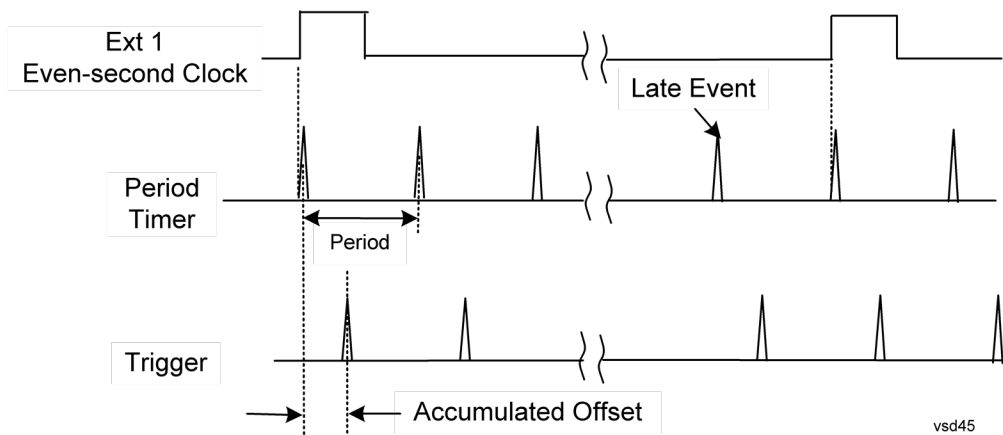 Ext 1
Even-second Clock
Late Event
Period
Timer
Period
Trigger
Accumulated Offset
vsd45